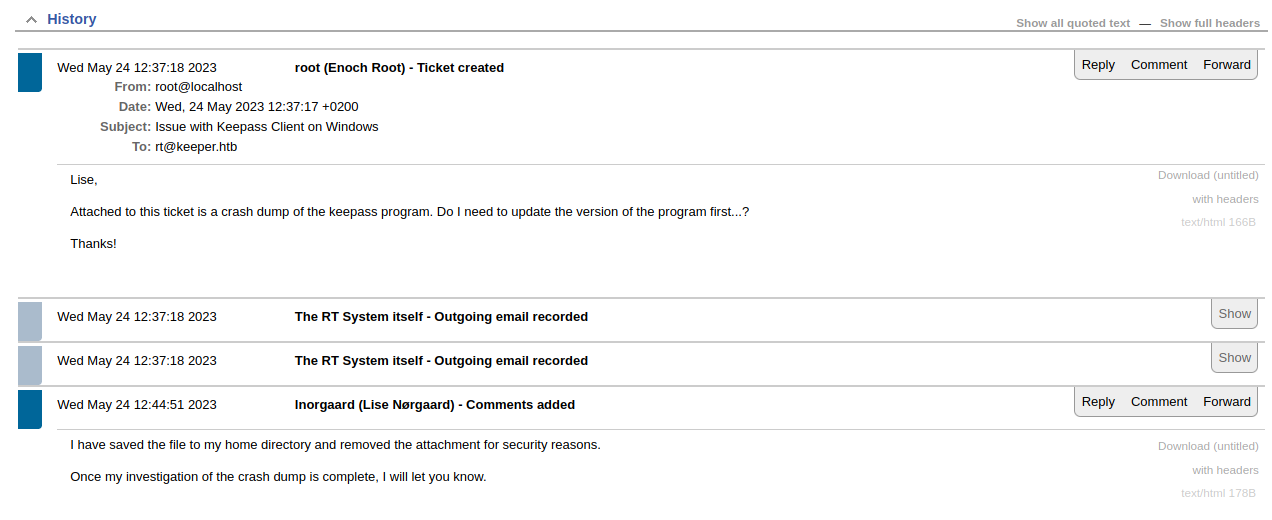 History
Show all quoted text — Show full headers
Wed May 24 12:37:18 2023 root (Enoch Root) - Ticket created Reply Comment Forward
From: root@localhost
Date: Wed, 24 May 2023 12:37:17 +0200
Subject: Issue with Keepass Client on Windows
To: rt@keeper.htb
Download (untitled)
with headers
text/html 166B
Lise,
Attached to this ticket is a crash dump of the keepass program. Do I need to update the version of the program first...?
Thanks!
Wed May 24 12:37:18 2023 The RT System itself - Outgoing email recorded Show
Wed May 24 12:37:18 2023 The RT System itself - Outgoing email recorded Show
Wed May 24 12:44:51 2023 lnorgaard (Lise Nørgaard) - Comments added Reply Comment Forward
Download (untitled)
with headers
text/html 178B
I have saved the file to my home directory and removed the attachment for security reasons.
Once my investigation of the crash dump is complete, I will let you know.